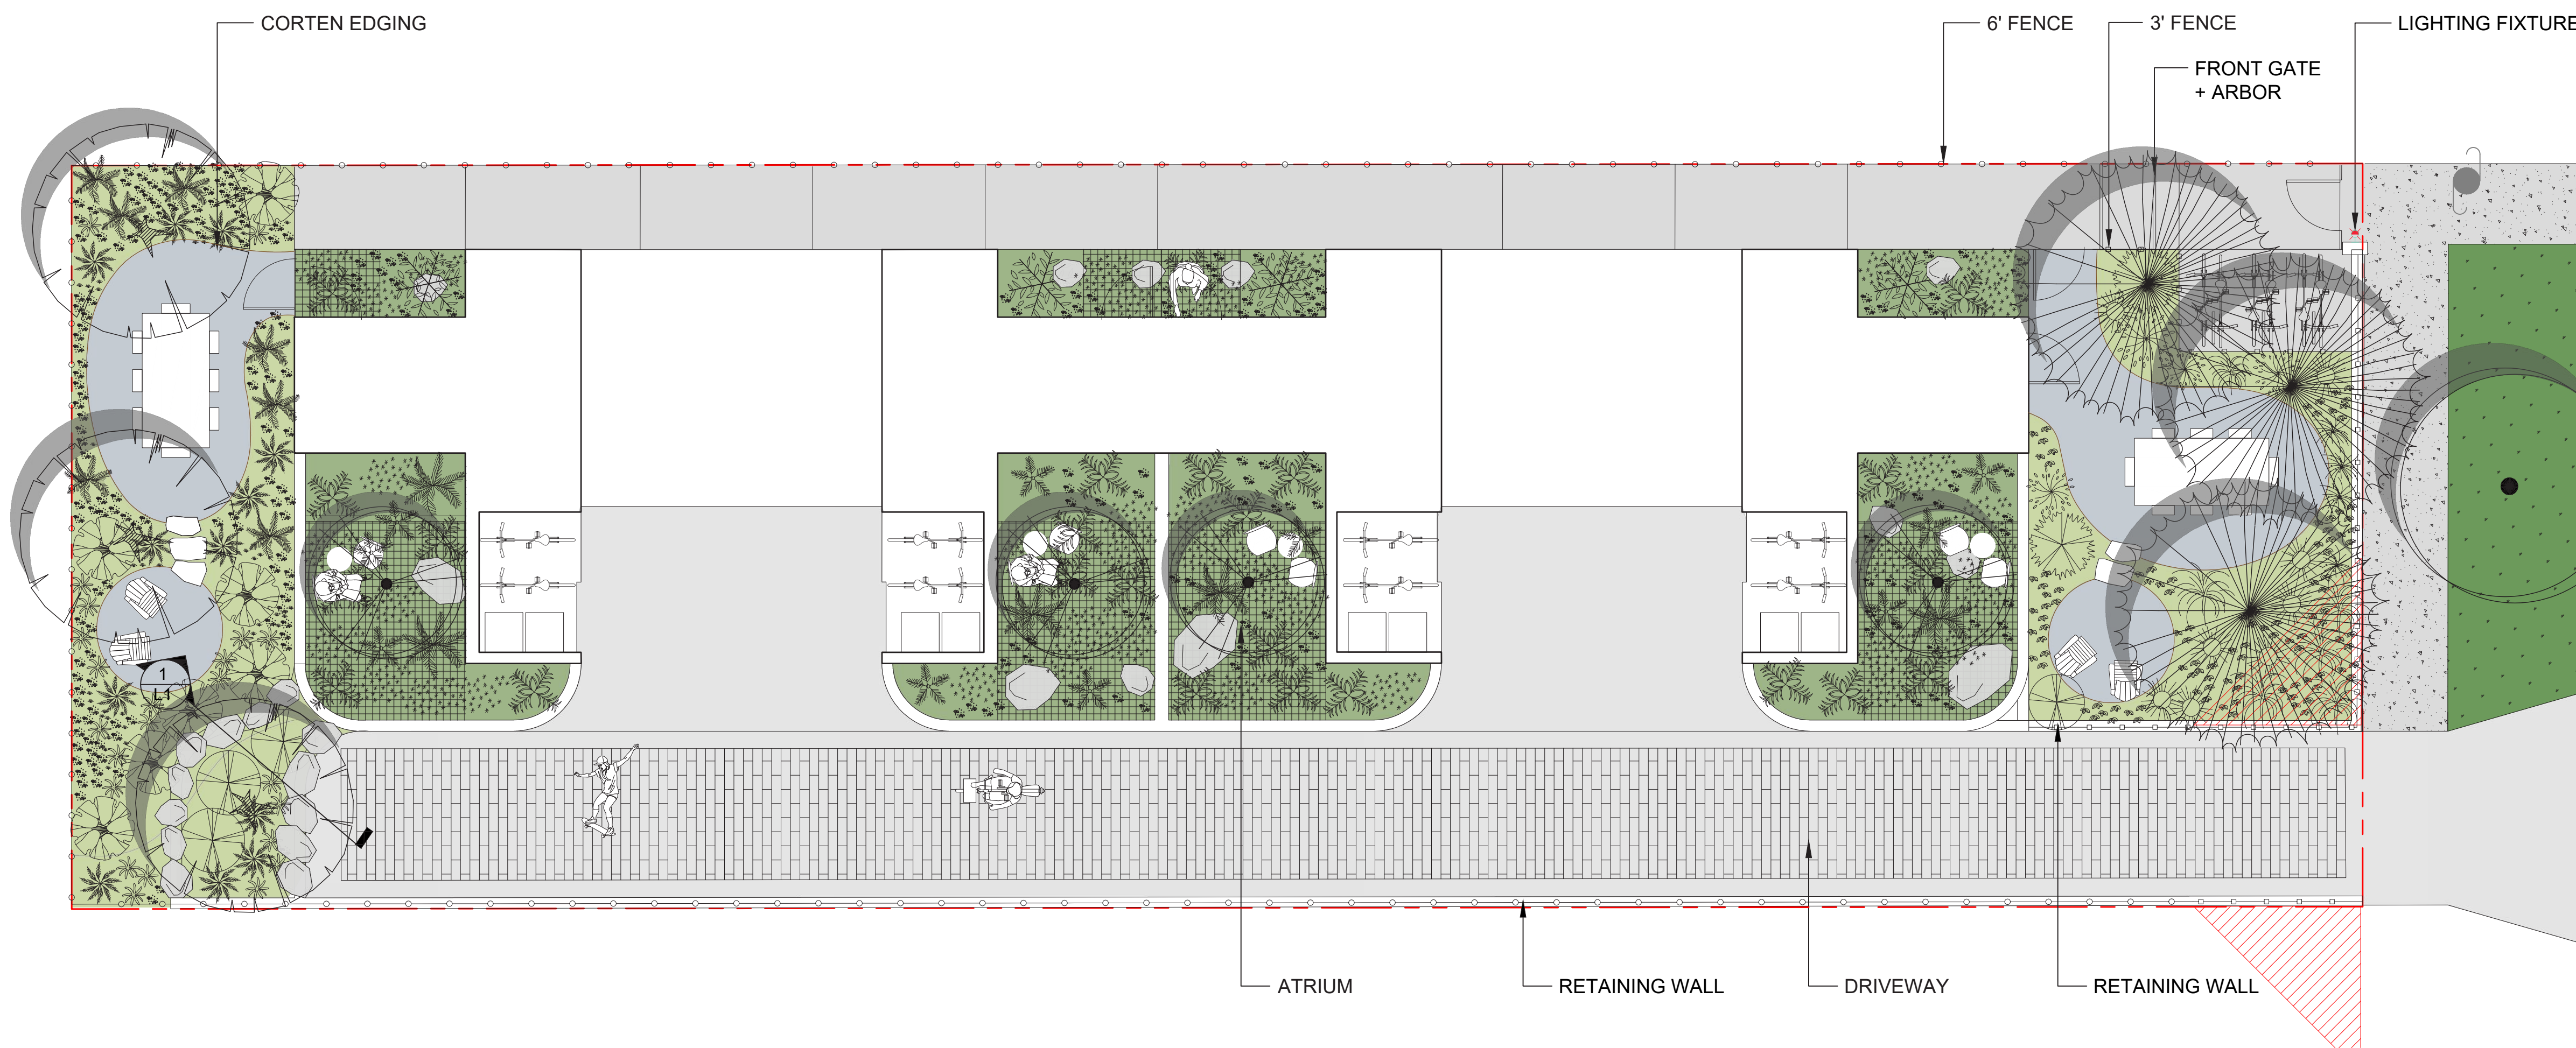 CORTEN EDGING
6' FENCE
3' FENCE
LIGHTING FIXTURE
FRONT GATE
+ ARBOR
1
L1
ATRIUM
RETAINING WALL
DRIVEWAY
RETAINING WALL